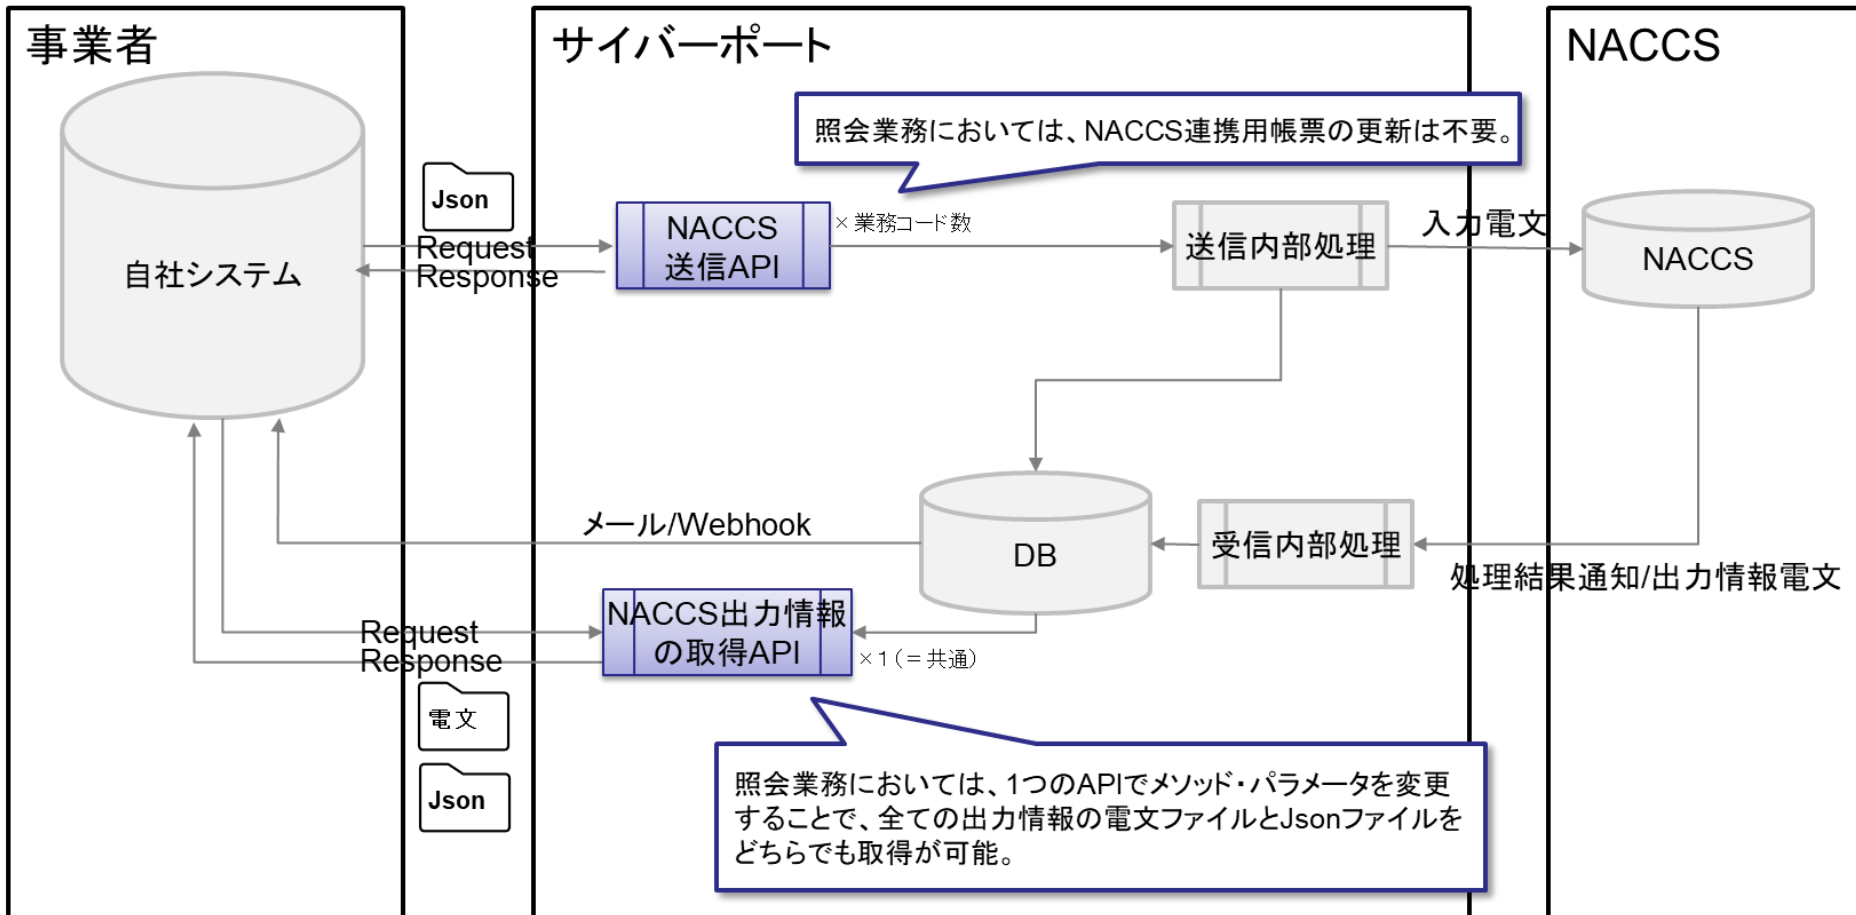 事業者
サイバーポート
NACCS
照会業務においては、NACCS連携用帳票の更新は不要。
Json
Request
Response
自社システム
NACCS
送信API
×業務コード数
送信内部処理
入力電文
NACCS
メール/Webhook
DB
受信内部処理
処理結果通知/出力情報電文
Request
Response
NACCS出力情報
の取得API
×1(=共通)
電文
Json
照会業務においては、1つのAPIでメソッド・パラメータを変更
することで、全ての出力情報の電文ファイルとJsonファイルを
どちらでも取得が可能。